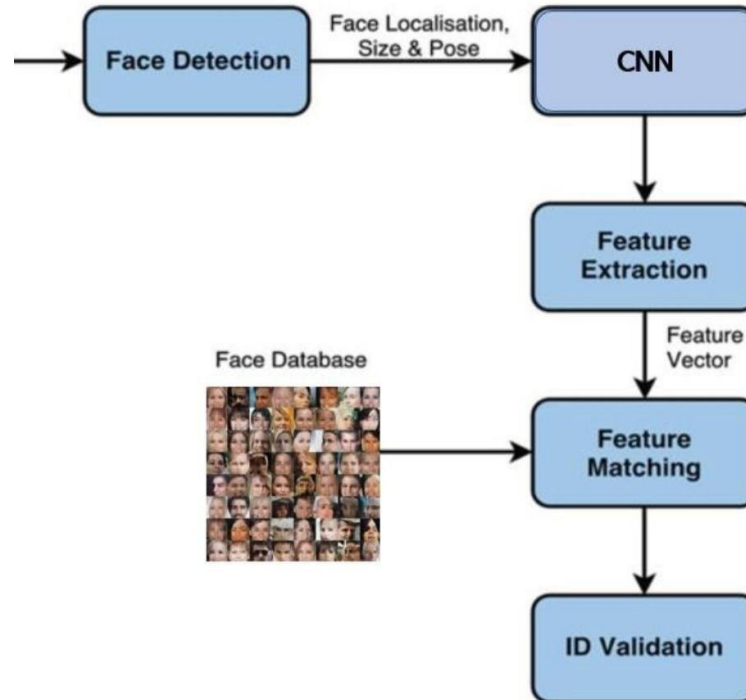 Face Detection
Face Localisation,
Size & Pose
CNN
Feature
Extraction
Feature
Vector
Face Database
Feature
Matching
ID Validation